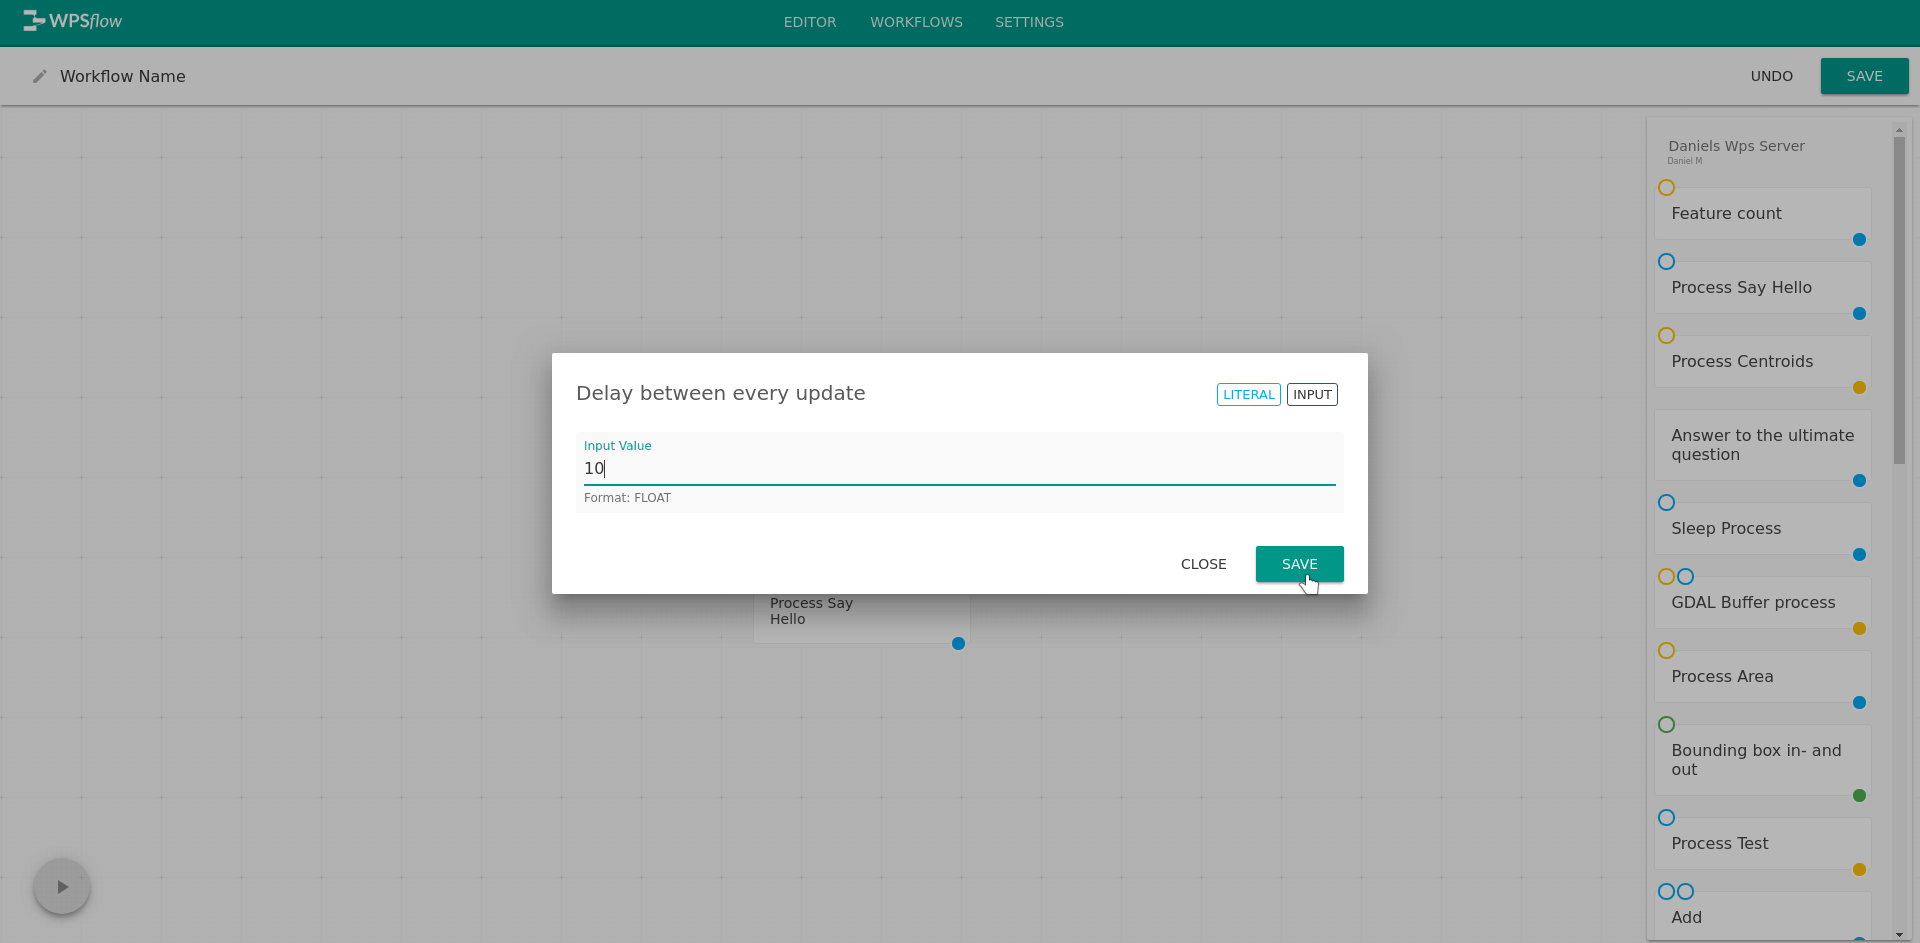 WPSflow
EDITOR WORKFLOWS SETTINGS
Workflow Name
UNDO SAVE
Daniels Wps Server
Daniel M
Feature count
Process Say Hello
Process Centroids
Answer to the ultimate
question
Sleep Process
GDAL Buffer process
Process Area
Bounding box in- and
out
Process Test
Add
Delay between every update
LITERAL INPUT
Input Value
10
Format: FLOAT
CLOSE SAVE
Process Say
Hello